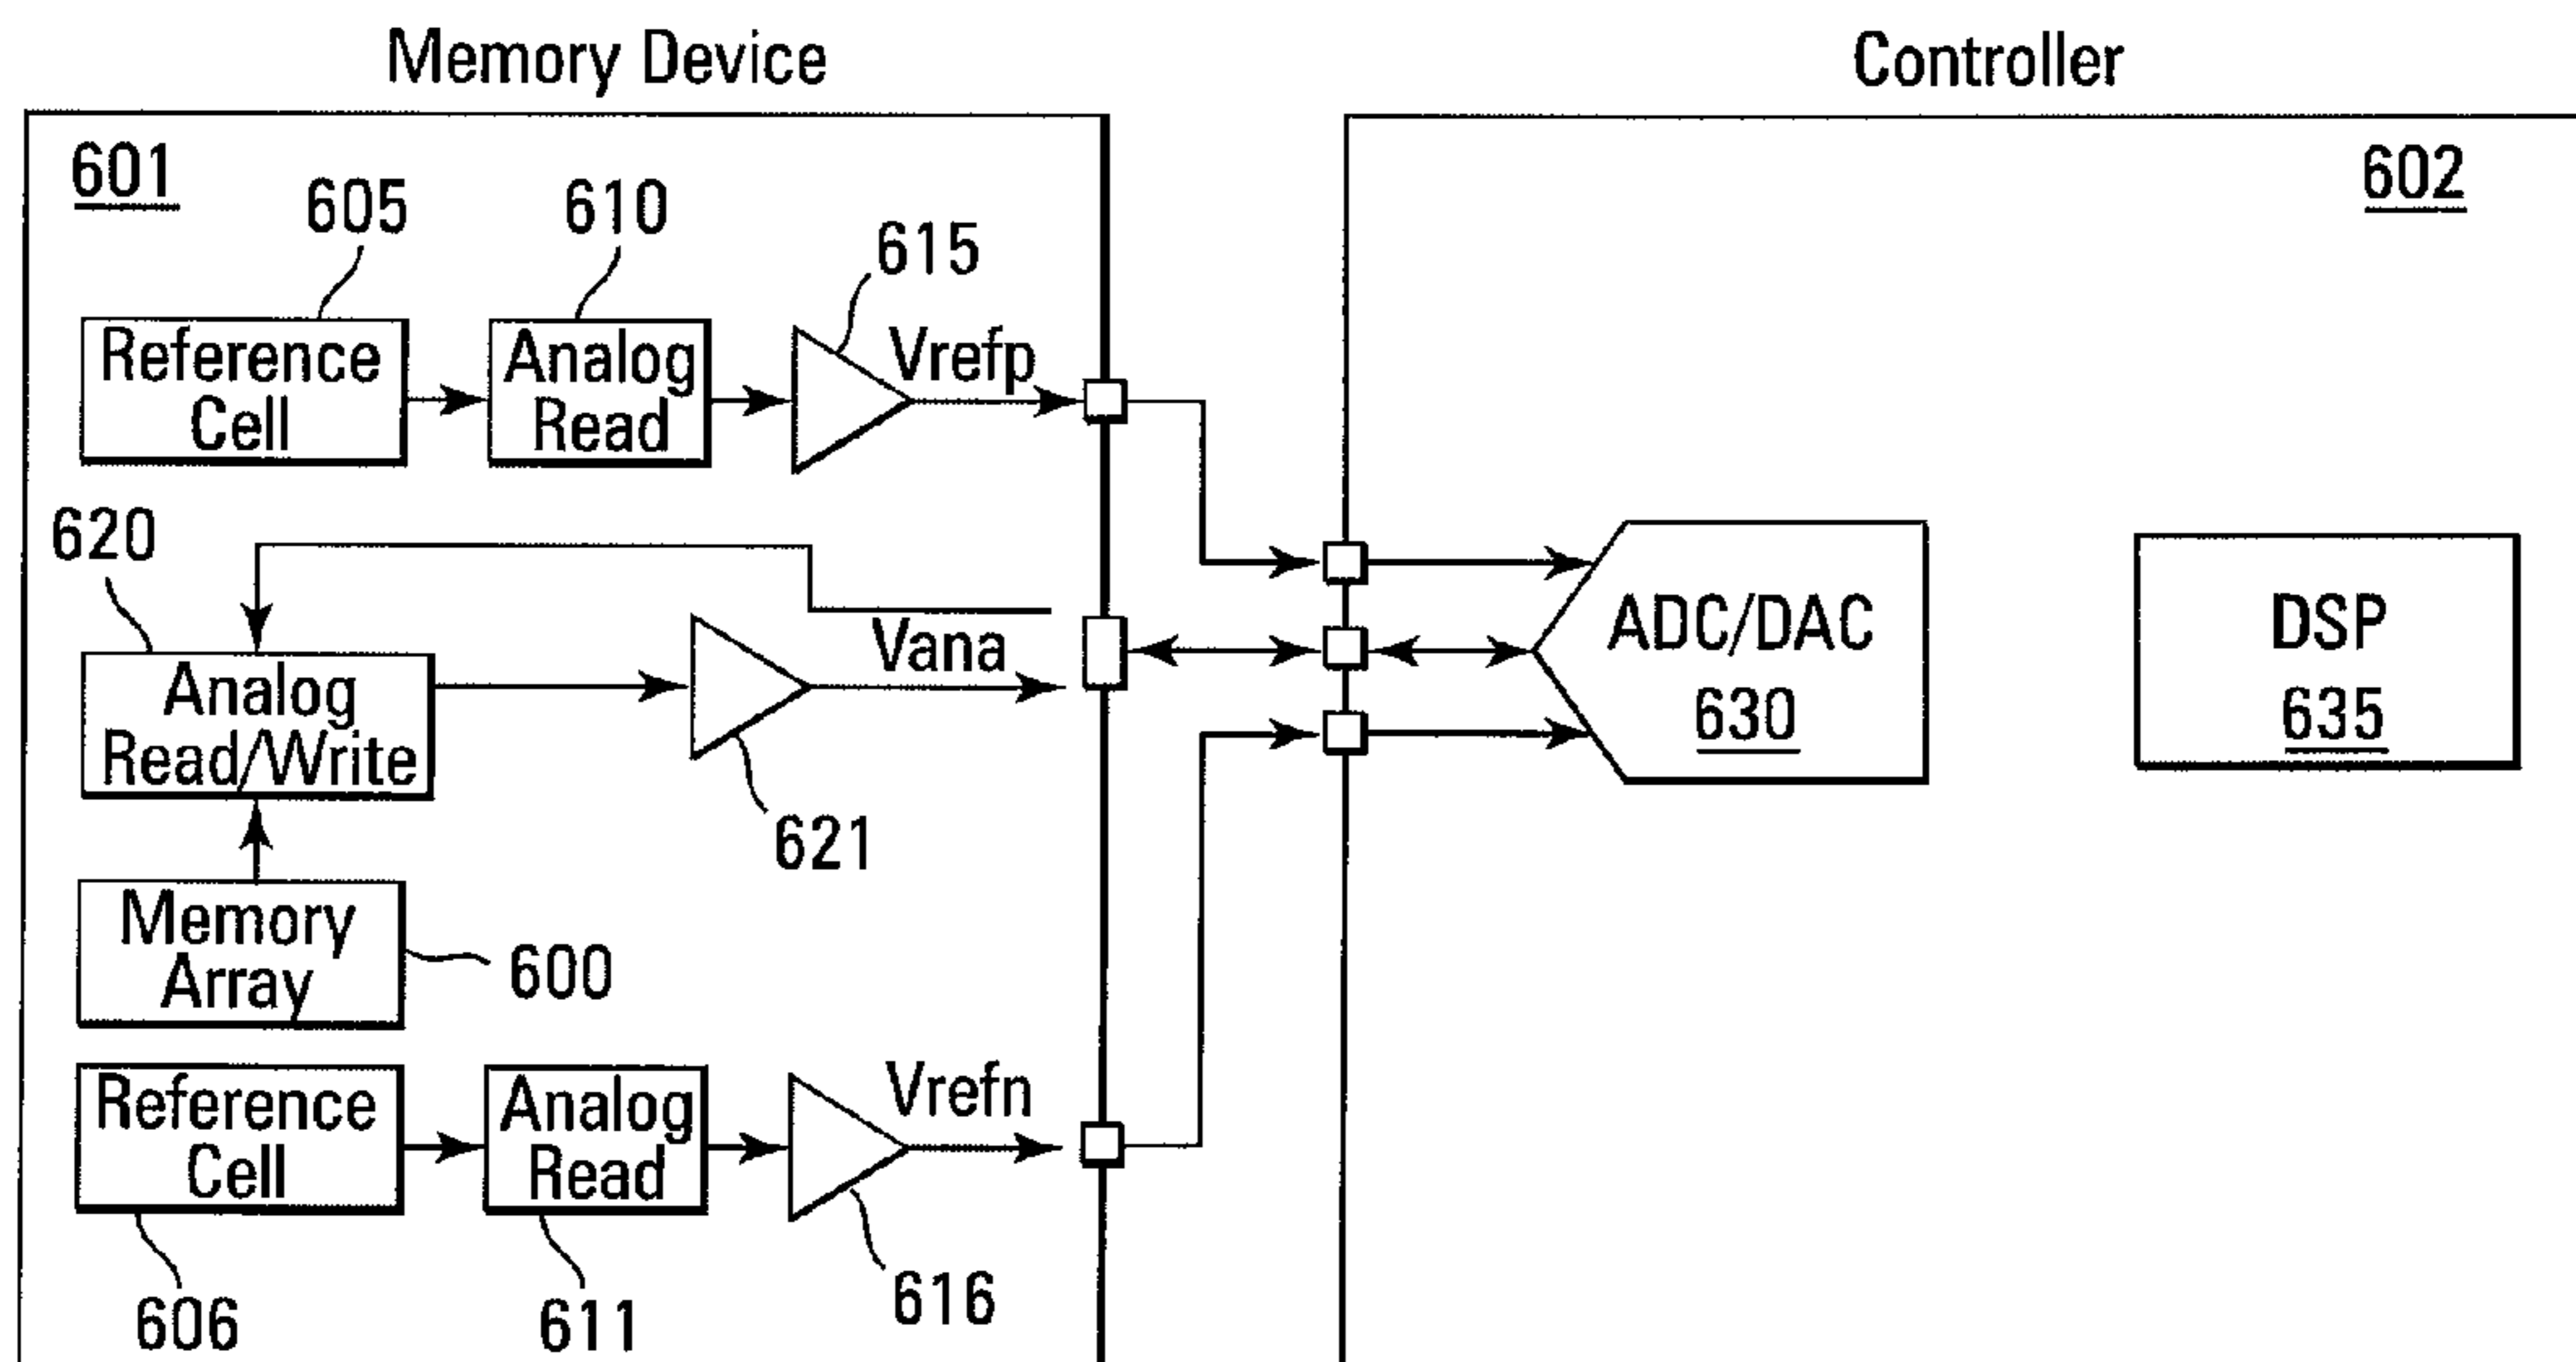 Memory Device
Controller
601
602
605
610
615
Reference
Cell
Analog
Read
Vrefp
620
Analog
Read/Write
Vana
621
ADC/DAC
630
DSP
635
Memory
Array
600
Reference
Cell
Analog
Read
Vrefn
606
611
616